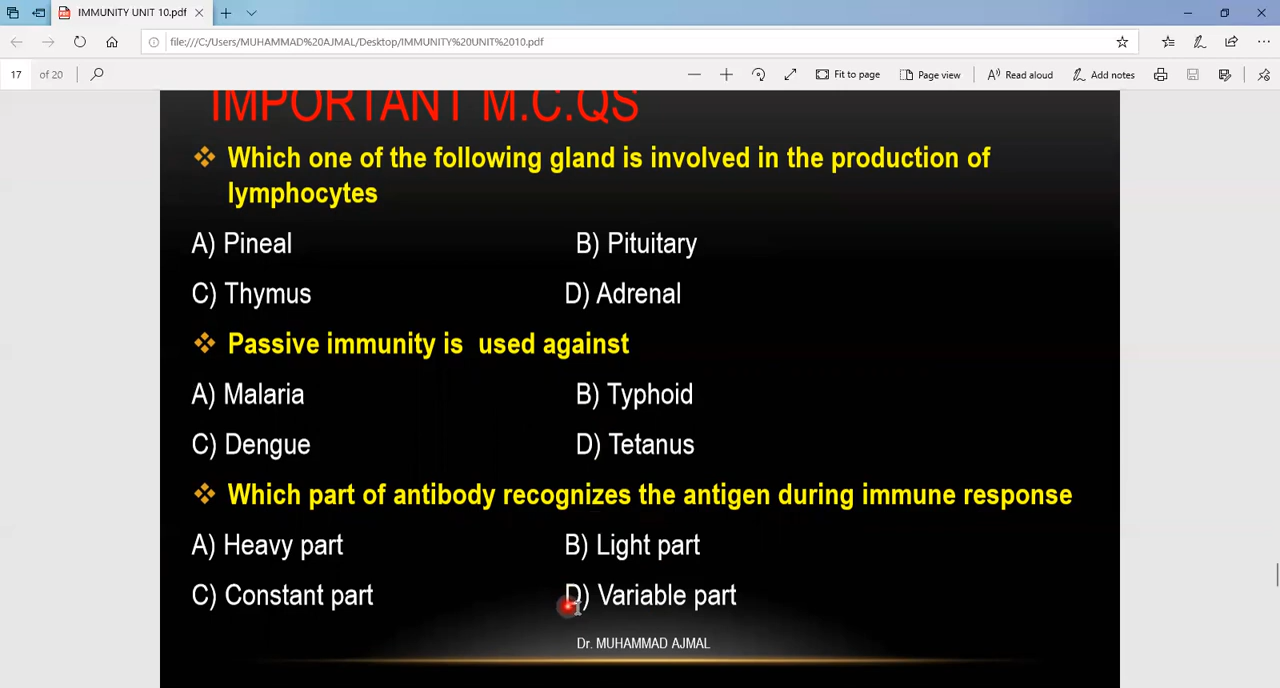 IMMUNITY UNIT 10.pdf
file:///C:/Users/MUHAMMAD%20AJMAL/Desktop/IMMUNITY%20UNIT%2010.pdf
17 of 20 Fit to page Page view Read aloud Add notes
IMPORTANT M.C.QS
Which one of the following gland is involved in the production of
lymphocytes
A) Pineal B) Pituitary
C) Thymus D) Adrenal
Passive immunity is used against
A) Malaria B) Typhoid
C) Dengue D) Tetanus
Which part of antibody recognizes the antigen during immune response
A) Heavy part B) Light part
C) Constant part D) Variable part
Dr. MUHAMMAD AJMAL